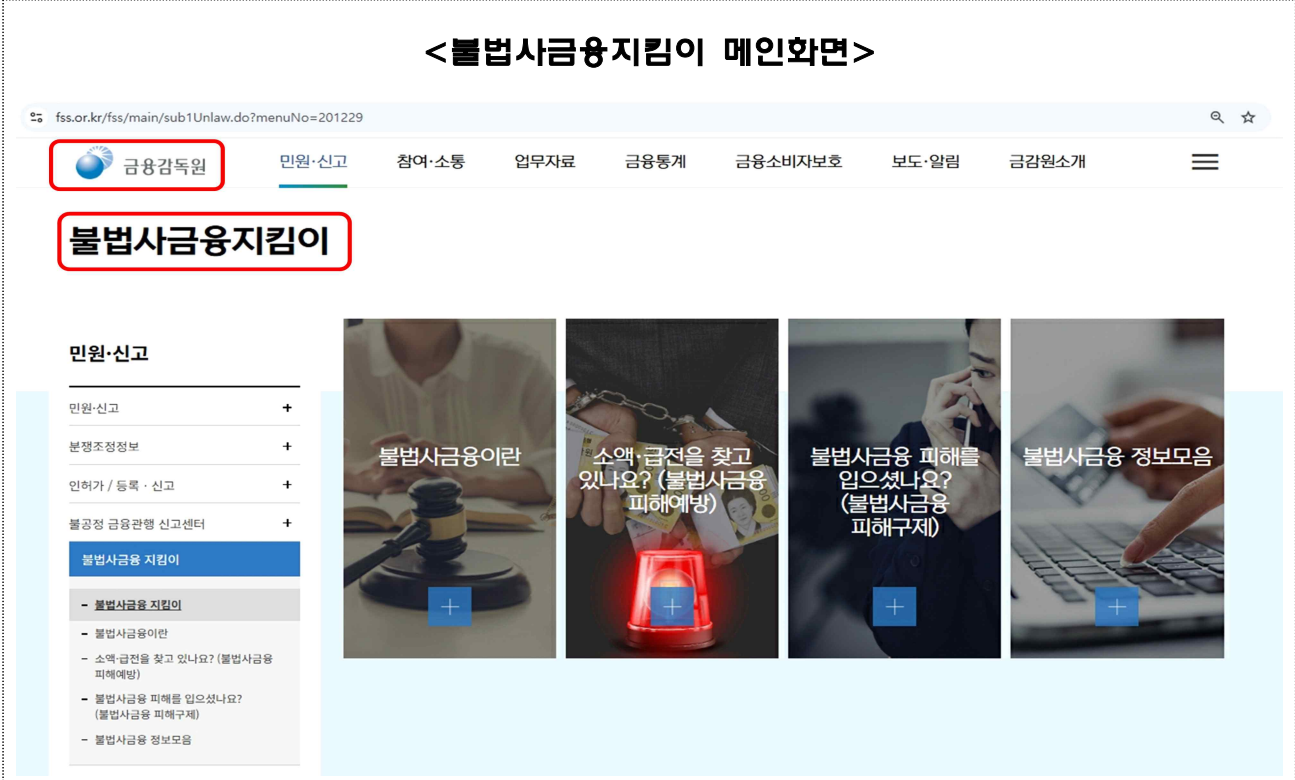 <불법사금융지킴이 메인화면>
fss.or.kr/fss/main/sub1Unlaw.do?menuNo=201229
금융감독원
민원·신고
참여·소통
업무자료
금융통계
금융소비자보호
보도·알림
금감원소개
불법사금융지킴이
민원·신고
민원·신고 +
분쟁조정정보 +
인허가 / 등록 · 신고 +
불공정 금융관행 신고센터 +
불법사금융 지킴이
- 불법사금융 지킴이
- 불법사금융이란
- 소액·급전을 찾고 있나요? (불법사금융
피해예방)
- 불법사금융 피해를 입으셨나요?
(불법사금융 피해구제)
- 불법사금융 정보모음
불법사금융이란
+
소액·급전을 찾고
있나요? (불법사금융
피해예방)
+
불법사금융 피해를
입으셨나요?
(불법사금융
피해구제)
+
불법사금융 정보모음
+